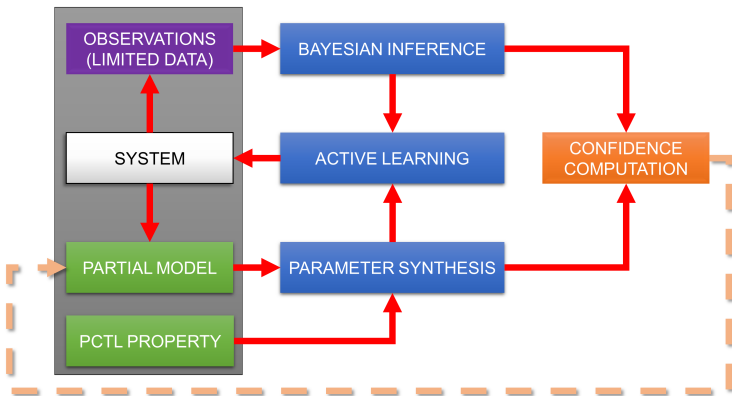 OBSERVATIONS
(LIMITED DATA)
BAYESIAN INFERENCE
SYSTEM
ACTIVE LEARNING
CONFIDENCE
COMPUTATION
PARTIAL MODEL
PARAMETER SYNTHESIS
PCTL PROPERTY